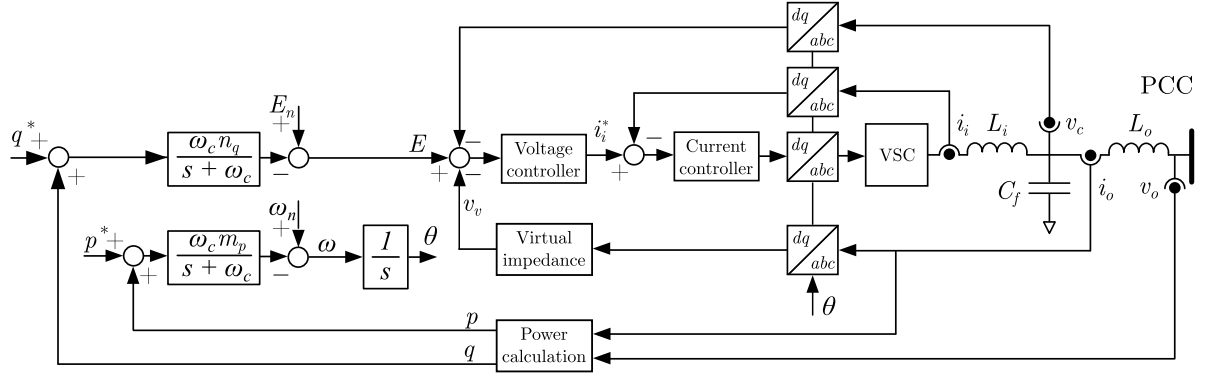 dq
abc
dq
abc
PCC
E_n
+
q* +
ω_c n_q
s + ω_c
−
+
E
−
−
+
Voltage
controller
i_i*
−
+
Current
controller
dq
abc
VSC
i_i
L_i
v_c
L_o
C_f
i_o
v_o
v_v
ω_n
+
p* +
ω_c m_p
s + ω_c
−
+
ω
1
s
θ
Virtual
impedance
dq
abc
θ
p
q
Power
calculation